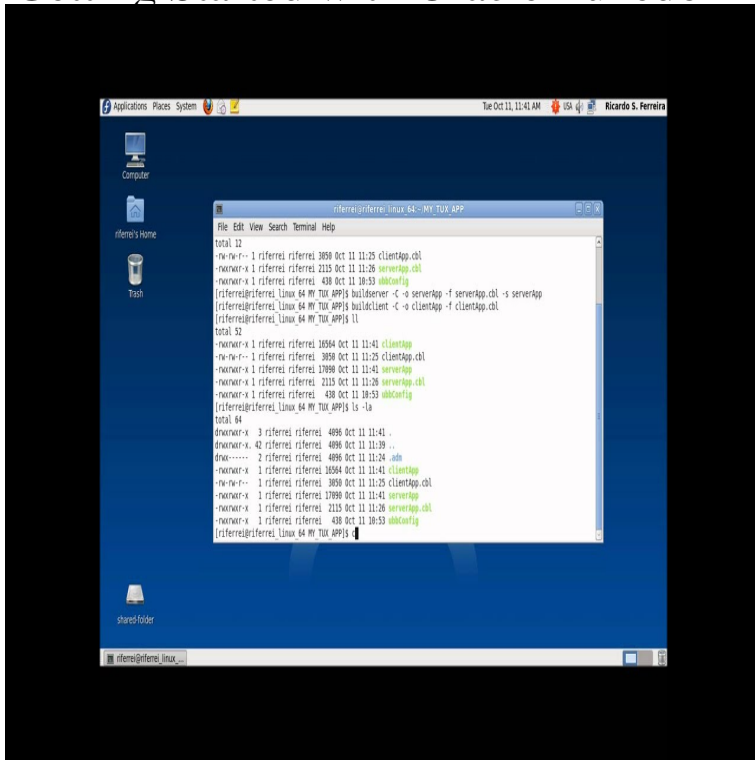 Applications Places System
Tue Oct 11, 11:41 AM
USA
Ricardo S. Ferreira
Computer
riferrei's Home
Trash
riferrei@riferrei_linux_64:~/MY_TUX_APP
File Edit View Search Terminal Help
total 12
-rw-rw-r-- 1 riferrei riferrei 3050 Oct 11 11:25 clientApp.cbl
-rwxrwxr-x 1 riferrei riferrei 2115 Oct 11 11:26 serverApp.cbl
-rwxrwxr-x 1 riferrei riferrei 438 Oct 11 10:53 ubbConfig
[riferrei@riferrei_linux_64 MY_TUX_APP]$ buildserver -C -o serverApp -f serverApp.cbl -s serverApp
[riferrei@riferrei_linux_64 MY_TUX_APP]$ buildclient -C -o clientApp -f clientApp.cbl
[riferrei@riferrei_linux_64 MY_TUX_APP]$ ll
total 52
-rwxrwxr-x 1 riferrei riferrei 16564 Oct 11 11:41 clientApp
-rw-rw-r-- 1 riferrei riferrei 3050 Oct 11 11:25 clientApp.cbl
-rwxrwxr-x 1 riferrei riferrei 17090 Oct 11 11:41 serverApp
-rwxrwxr-x 1 riferrei riferrei 2115 Oct 11 11:26 serverApp.cbl
-rwxrwxr-x 1 riferrei riferrei 438 Oct 11 10:53 ubbConfig
[riferrei@riferrei_linux_64 MY_TUX_APP]$ ls -la
total 64
drwxrwxr-x 3 riferrei riferrei 4096 Oct 11 11:41 .
drwxrwxr-x. 42 riferrei riferrei 4096 Oct 11 11:39 ..
drwx------ 2 riferrei riferrei 4096 Oct 11 11:24 .adm
-rwxrwxr-x 1 riferrei riferrei 16564 Oct 11 11:41 clientApp
-rw-rw-r-- 1 riferrei riferrei 3050 Oct 11 11:25 clientApp.cbl
-rwxrwxr-x 1 riferrei riferrei 17090 Oct 11 11:41 serverApp
-rwxrwxr-x 1 riferrei riferrei 2115 Oct 11 11:26 serverApp.cbl
-rwxrwxr-x 1 riferrei riferrei 438 Oct 11 10:53 ubbConfig
[riferrei@riferrei_linux_64 MY_TUX_APP]$ c
shared-folder
riferrei@riferrei_linux_...